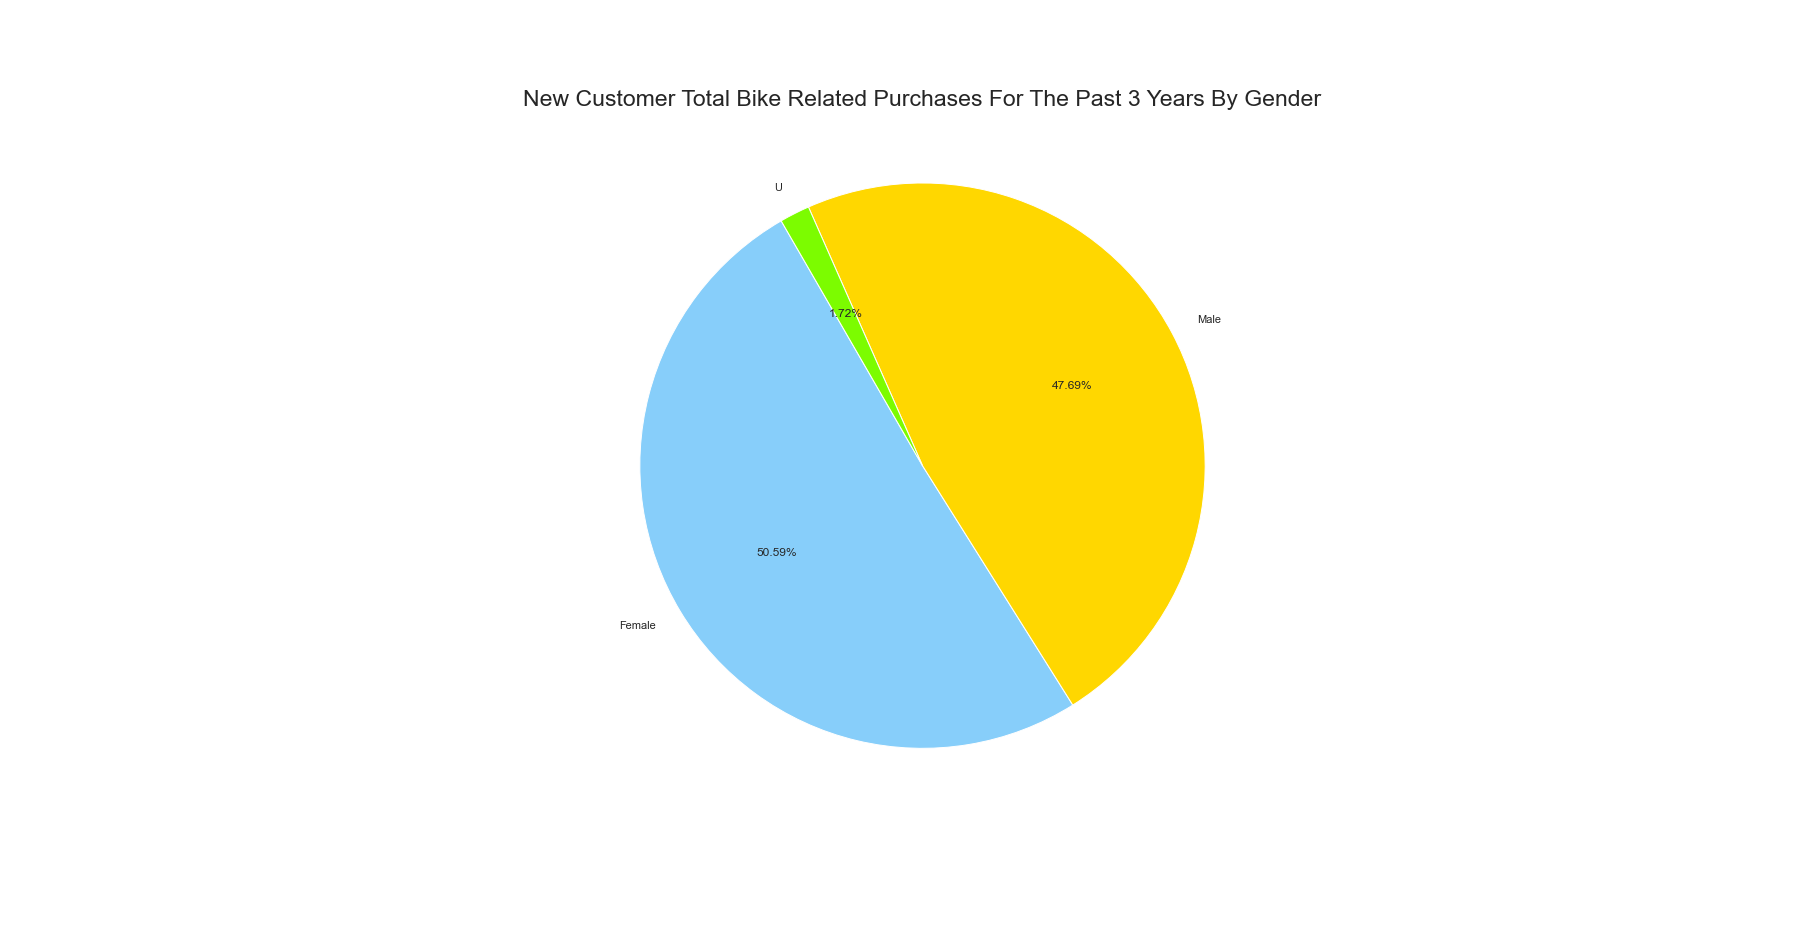 New Customer Total Bike Related Purchases For The Past 3 Years By Gender
U
Male
1.72%
47.69%
50.59%
Female